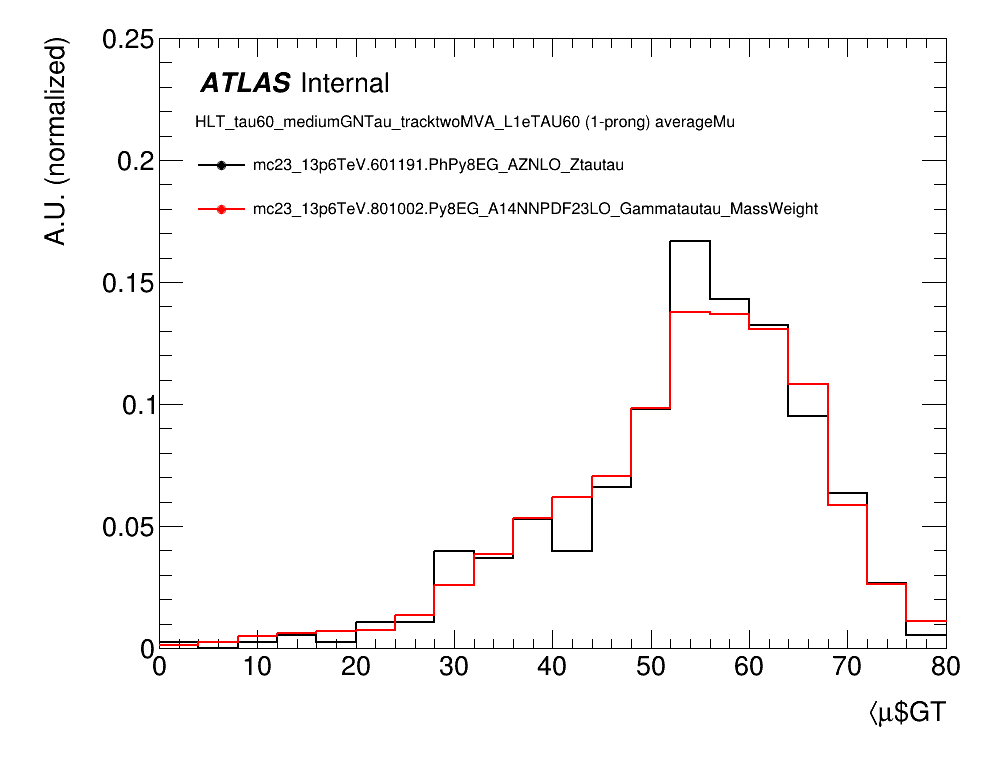 A.U. (normalized)
0.25
0.2
0.15
0.1
0.05
0
ATLAS Internal
HLT_tau60_mediumGNTau_tracktwoMVA_L1eTAU60 (1-prong) averageMu
mc23_13p6TeV.601191.PhPy8EG_AZNLO_Ztautau
mc23_13p6TeV.801002.Py8EG_A14NNPDF23LO_Gammatautau_MassWeight
0 10 20 30 40 50 60 70 80
⟨μ$GT